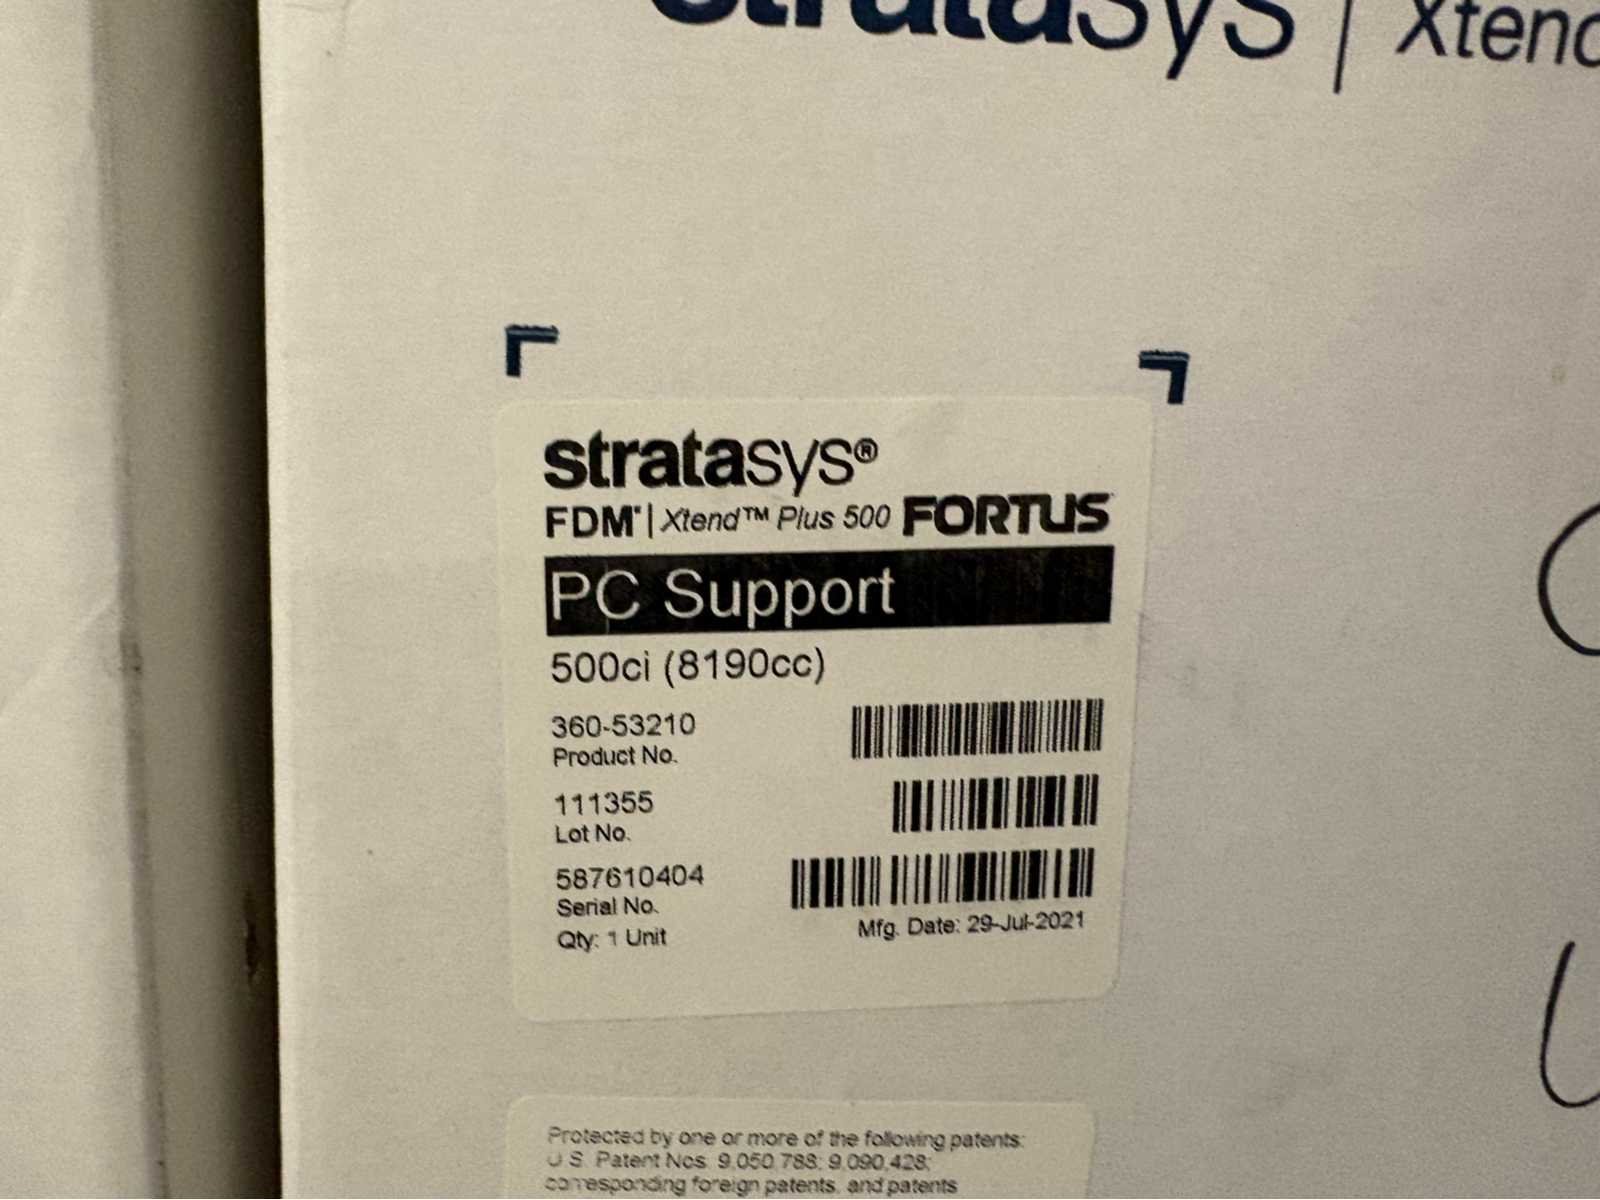 stratasys | Xtend
stratasys®
FDM® | Xtend™ Plus 500 FORTUS
PC Support
500ci (8190cc)
360-53210
Product No.
111355
Lot No.
587610404
Serial No.
Qty: 1 Unit
Mfg. Date: 29-Jul-2021
Protected by one or more of the following patents:
U.S. Patent Nos. 9,050,788; 9,090,428;
corresponding foreign patents, and patents